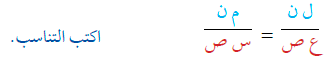 ل ن / ع ص = م ن / س ص
اكتب التناسب.